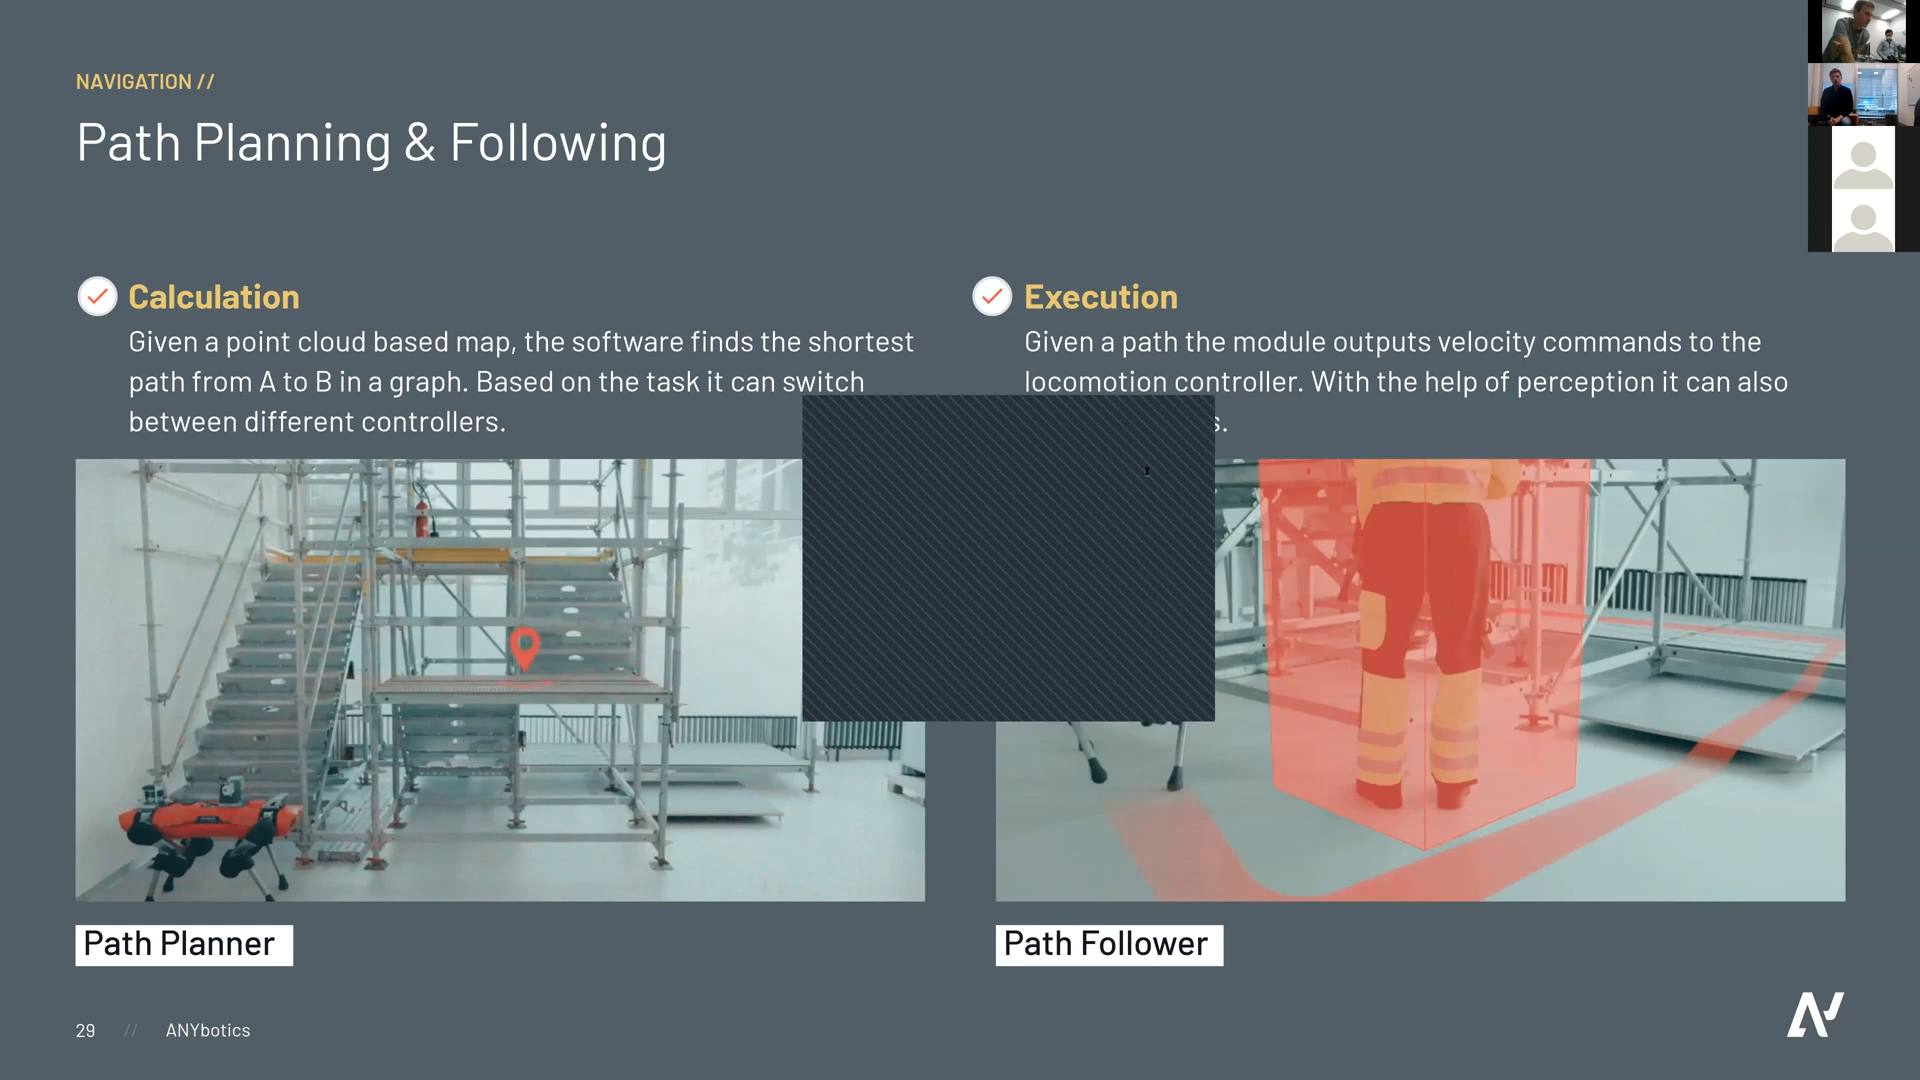 NAVIGATION //
Path Planning & Following
Calculation
Given a point cloud based map, the software finds the shortest
path from A to B in a graph. Based on the task it can switch
between different controllers.
Execution
Given a path the module outputs velocity commands to the
locomotion controller. With the help of perception it can also
s.
Path Planner
Path Follower
29 // ANYbotics